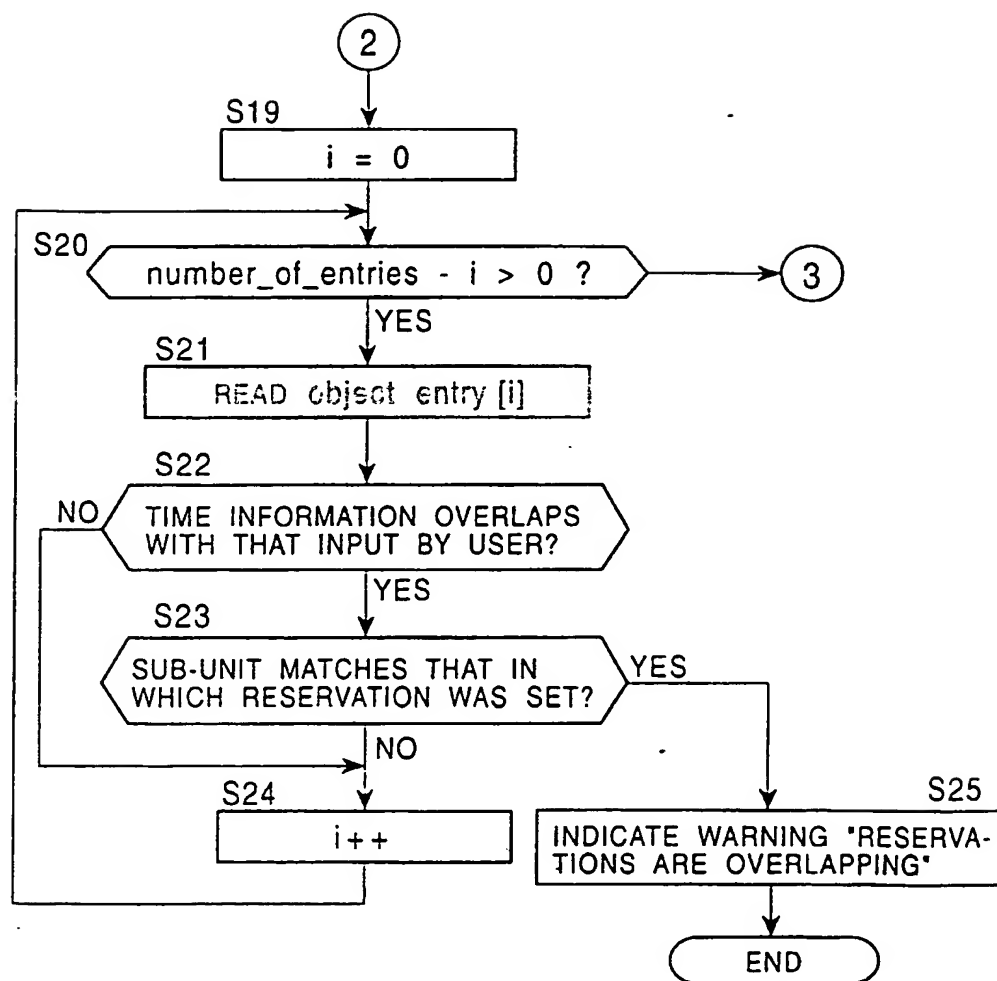 2
S19
i = 0
S20
number_of_entries - i > 0 ?
3
YES
S21
READ object entry [i]
S22
NO
TIME INFORMATION OVERLAPS
WITH THAT INPUT BY USER?
YES
S23
SUB-UNIT MATCHES THAT IN
WHICH RESERVATION WAS SET?
YES
NO
S24
i++
S25
INDICATE WARNING "RESERVA-
TIONS ARE OVERLAPPING"
END